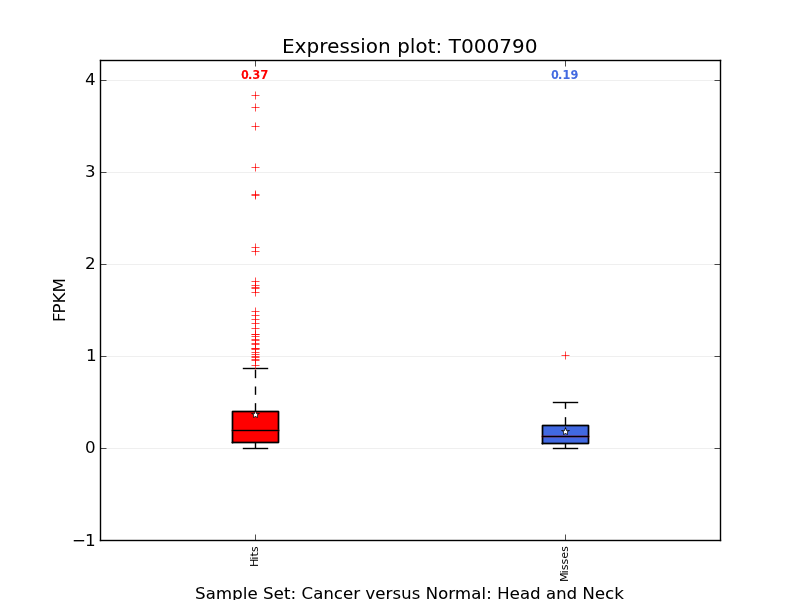 Expression plot: T000790
0.37
0.19
4
3
2
1
0
−1
FPKM
Hits
Misses
Sample Set: Cancer versus Normal: Head and Neck